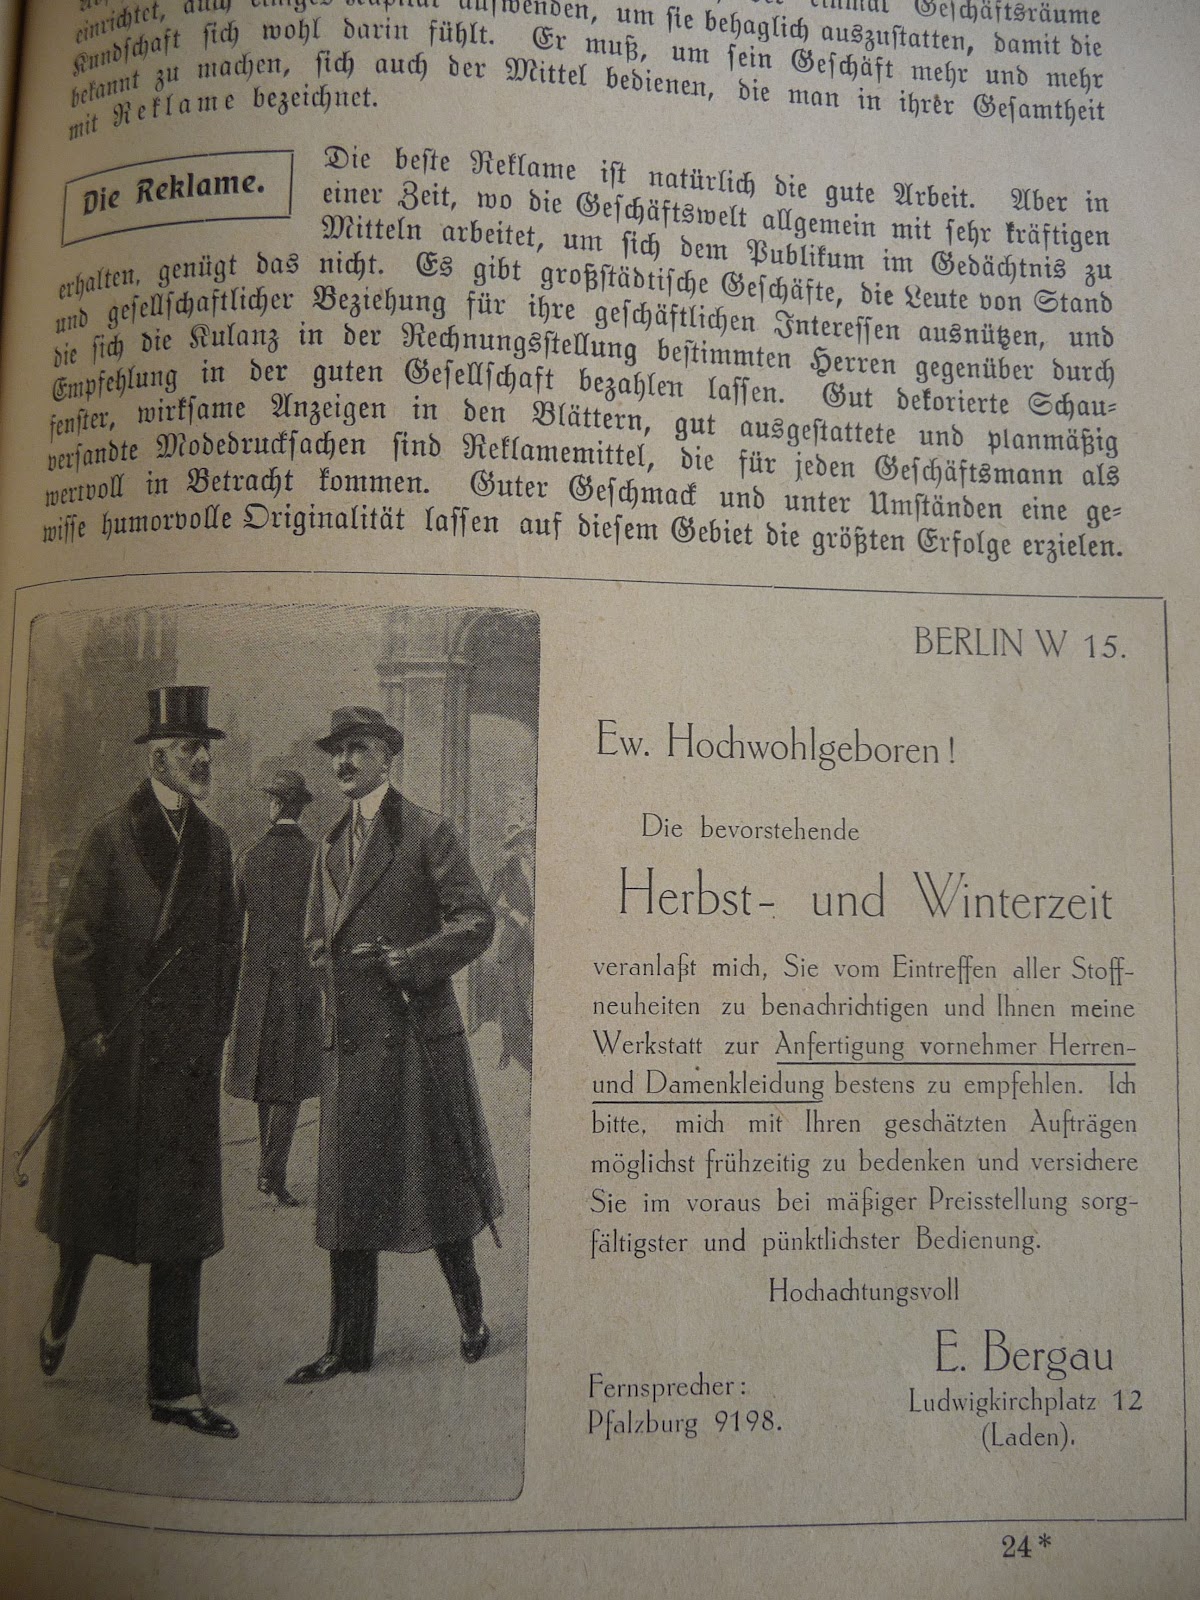 einrichtet, auch einiges Kapital aufwenden, um sie behaglich auszustatten, damit die
einmal Geschäftsräume
Kundschaft sich wohl darin fühlt. Er muß, um sein Geschäft mehr und mehr
bekannt zu machen, sich auch der Mittel bedienen, die man in ihrer Gesamtheit
mit Reklame bezeichnet.
Die Reklame.
Die beste Reklame ist natürlich die gute Arbeit. Aber in
einer Zeit, wo die Geschäftswelt allgemein mit sehr kräftigen
Mitteln arbeitet, um sich dem Publikum im Gedächtnis zu
erhalten, genügt das nicht. Es gibt großstädtische Geschäfte, die Leute von Stand
und gesellschaftlicher Beziehung für ihre geschäftlichen Interessen ausnützen, und
die sich die Kulanz in der Rechnungsstellung bestimmten Herren gegenüber durch
Empfehlung in der guten Gesellschaft bezahlen lassen. Gut dekorierte Schau-
fenster, wirksame Anzeigen in den Blättern, gut ausgestattete und planmäßig
versandte Modedrucksachen sind Reklamemittel, die für jeden Geschäftsmann als
wertvoll in Betracht kommen. Guter Geschmack und unter Umständen eine ge-
wisse humorvolle Originalität lassen auf diesem Gebiet die größten Erfolge erzielen.
BERLIN W 15.
Ew. Hochwohlgeboren!
Die bevorstehende
Herbst- und Winterzeit
veranlaßt mich, Sie vom Eintreffen aller Stoff-
neuheiten zu benachrichtigen und Ihnen meine
Werkstatt zur Anfertigung vornehmer Herren-
und Damenkleidung bestens zu empfehlen. Ich
bitte, mich mit Ihren geschätzten Aufträgen
möglichst frühzeitig zu bedenken und versichere
Sie im voraus bei mäßiger Preisstellung sorg-
fältigster und pünktlichster Bedienung.
Hochachtungsvoll
E. Bergau
Ludwigkirchplatz 12
(Laden).
Fernsprecher:
Pfalzburg 9198.
24*